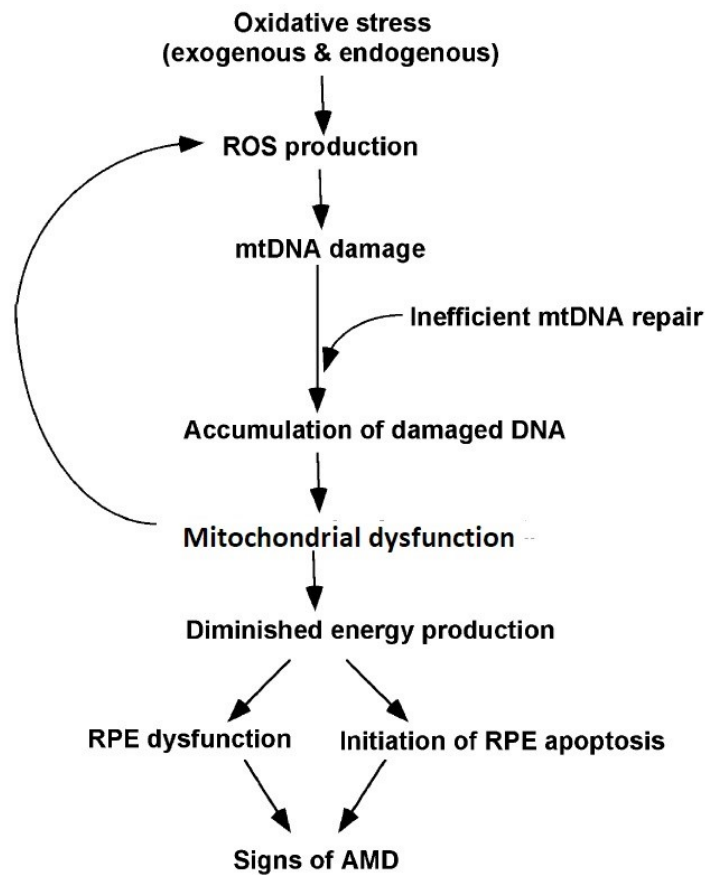 Oxidative stress
(exogenous & endogenous)
ROS production
mtDNA damage
Inefficient mtDNA repair
Accumulation of damaged DNA
Mitochondrial dysfunction
Diminished energy production
RPE dysfunction
Initiation of RPE apoptosis
Signs of AMD